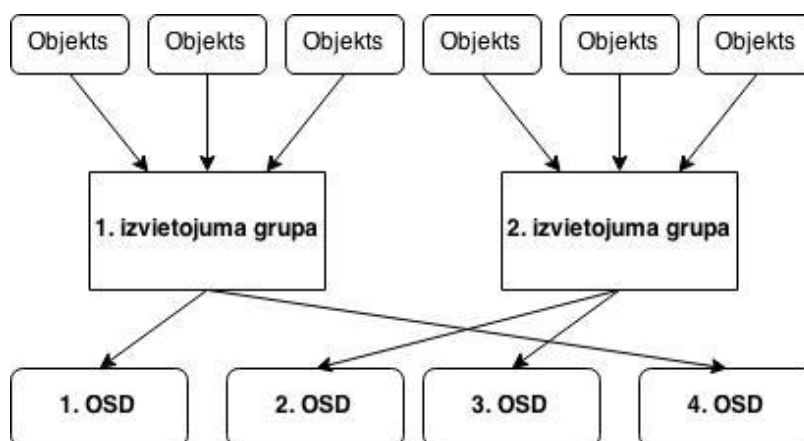 Objekts
Objekts
Objekts
Objekts
Objekts
Objekts
1. izvietojuma grupa
2. izvietojuma grupa
1. OSD
2. OSD
3. OSD
4. OSD